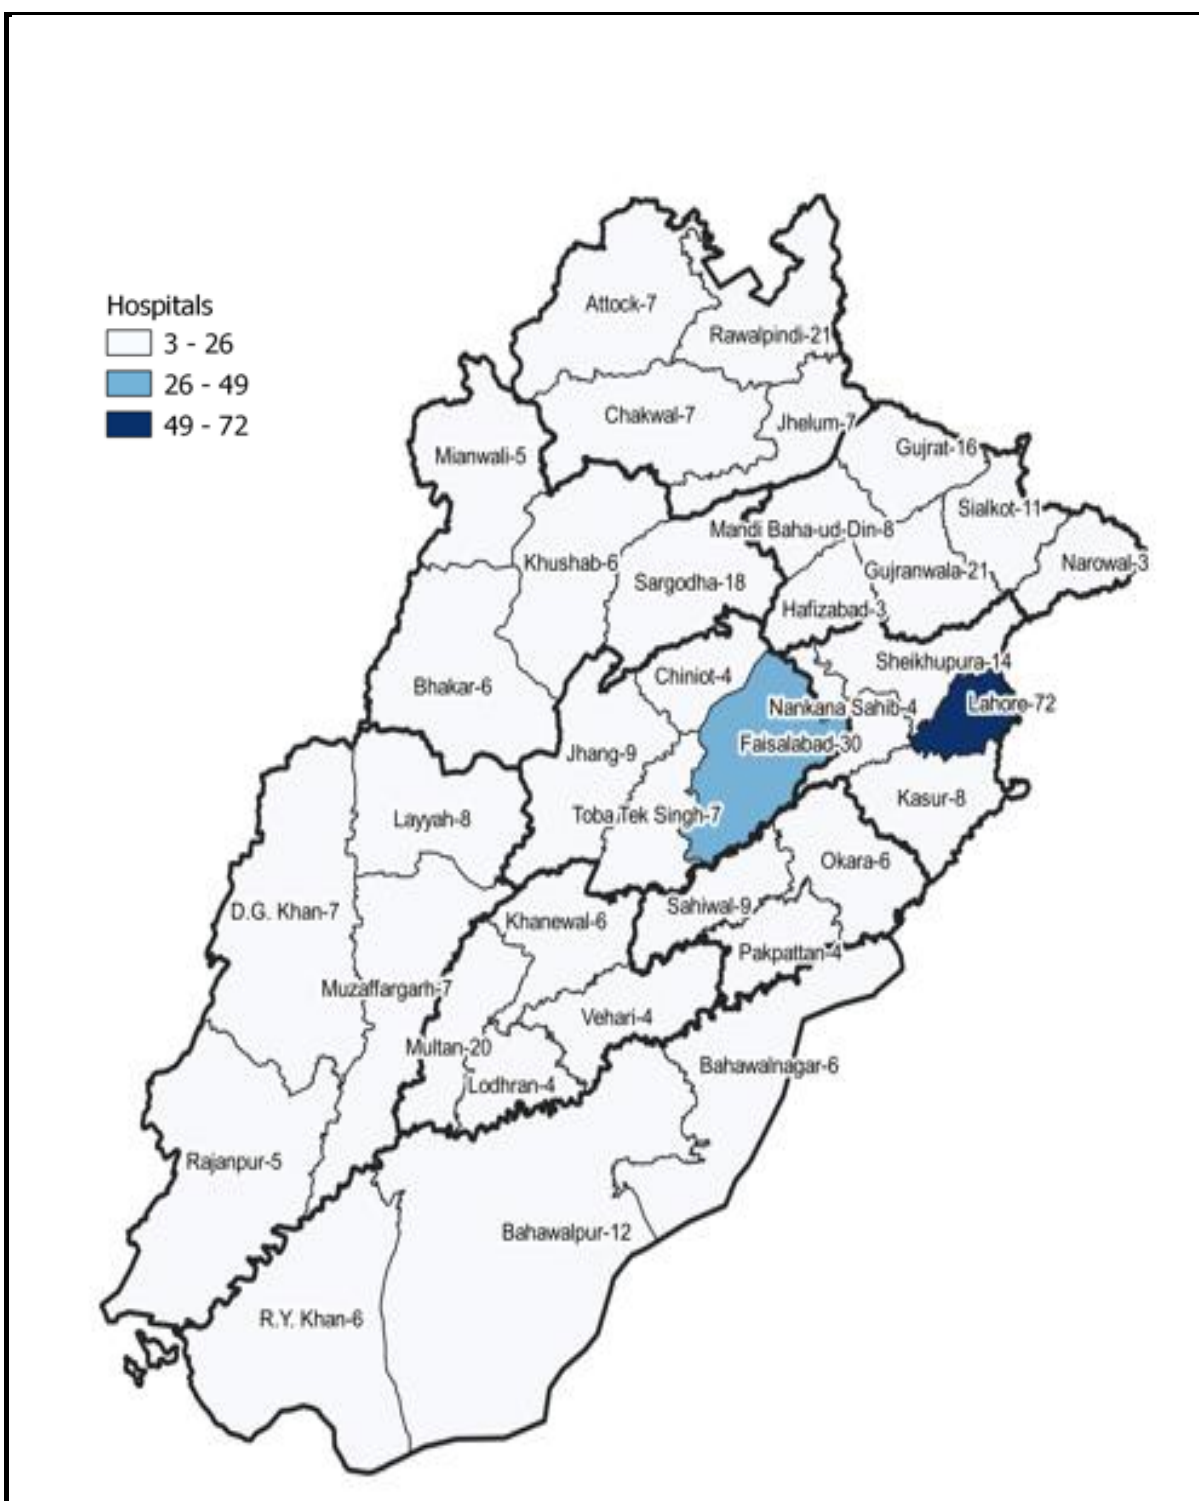 Hospitals
3 - 26
26 - 49
49 - 72
Attock-7
Rawalpindi-21
Chakwal-7
Jhelum-7
Mianwali-5
Gujrat-16
Sialkot-11
Mandi Baha-ud-Din-8
Khushab-6
Narowal-3
Gujranwala-21
Sargodha-18
Hafizabad-3
Sheikhupura-14
Chiniot-4
Bhakar-6
Lahore-72
Nankana Sahib-4
Faisalabad-30
Jhang-9
Kasur-8
Toba Tek Singh-7
Layyah-8
Okara-6
Sahiwal-9
D.G. Khan-7
Khanewal-6
Pakpattan-4
Muzaffargarh-7
Vehari-4
Multan-20
Bahawalnagar-6
Lodhran-4
Rajanpur-5
Bahawalpur-12
R.Y. Khan-6